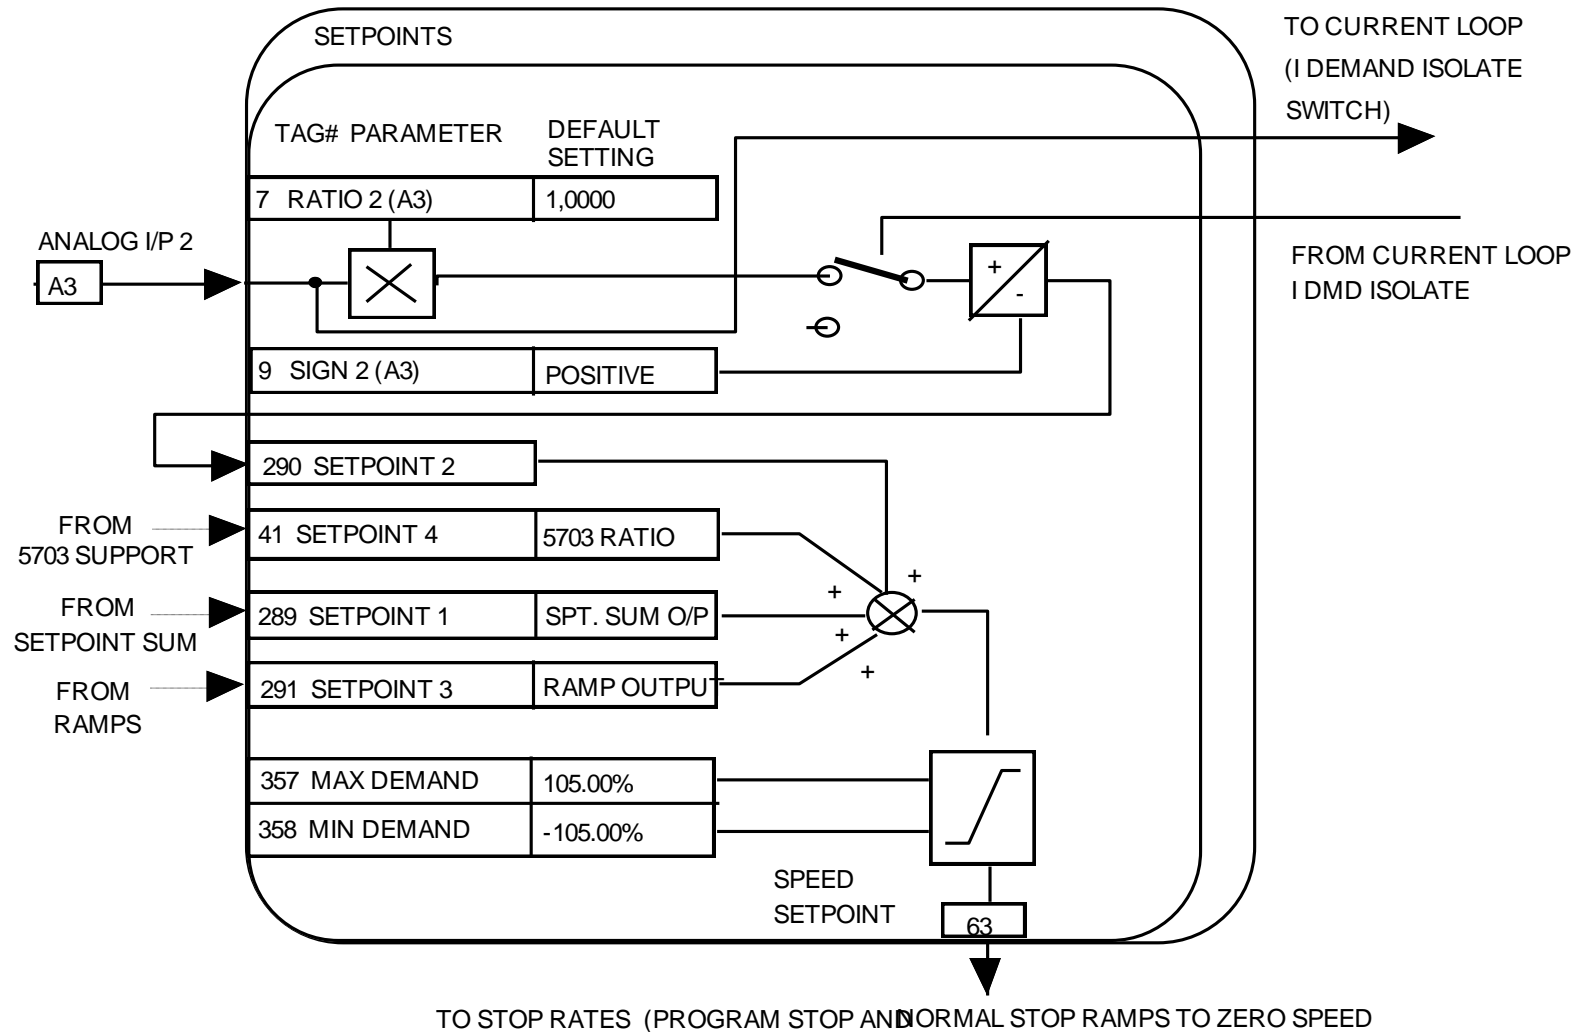 SETPOINTS
TO CURRENT LOOP
(I DEMAND ISOLATE
SWITCH)
TAG# PARAMETER
DEFAULT
SETTING
7 RATIO 2 (A3)
1,0000
ANALOG I/P 2
A3
+
-
FROM CURRENT LOOP
I DMD ISOLATE
9 SIGN 2 (A3)
POSITIVE
290 SETPOINT 2
FROM
5703 SUPPORT
41 SETPOINT 4
5703 RATIO
+
+
FROM
SETPOINT SUM
289 SETPOINT 1
SPT. SUM O/P
+
+
FROM
RAMPS
291 SETPOINT 3
RAMP OUTPUT
357 MAX DEMAND
105.00%
358 MIN DEMAND
-105.00%
SPEED
SETPOINT
63
TO STOP RATES (PROGRAM STOP AND NORMAL STOP RAMPS TO ZERO SPEED